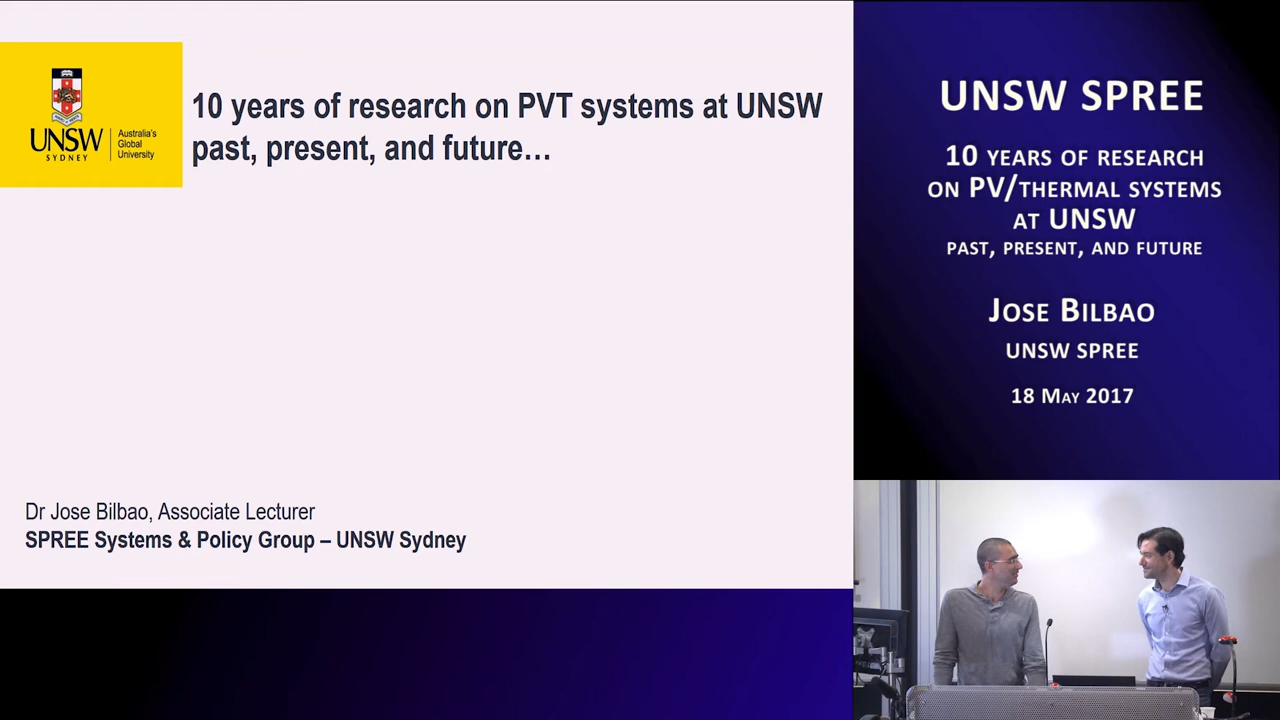 UNSW
SYDNEY
Australia's
Global
University
10 years of research on PVT systems at UNSW
past, present, and future...
Dr Jose Bilbao, Associate Lecturer
SPREE Systems & Policy Group – UNSW Sydney
UNSW SPREE
10 YEARS OF RESEARCH
ON PV/THERMAL SYSTEMS
AT UNSW
PAST, PRESENT, AND FUTURE
JOSE BILBAO
UNSW SPREE
18 MAY 2017